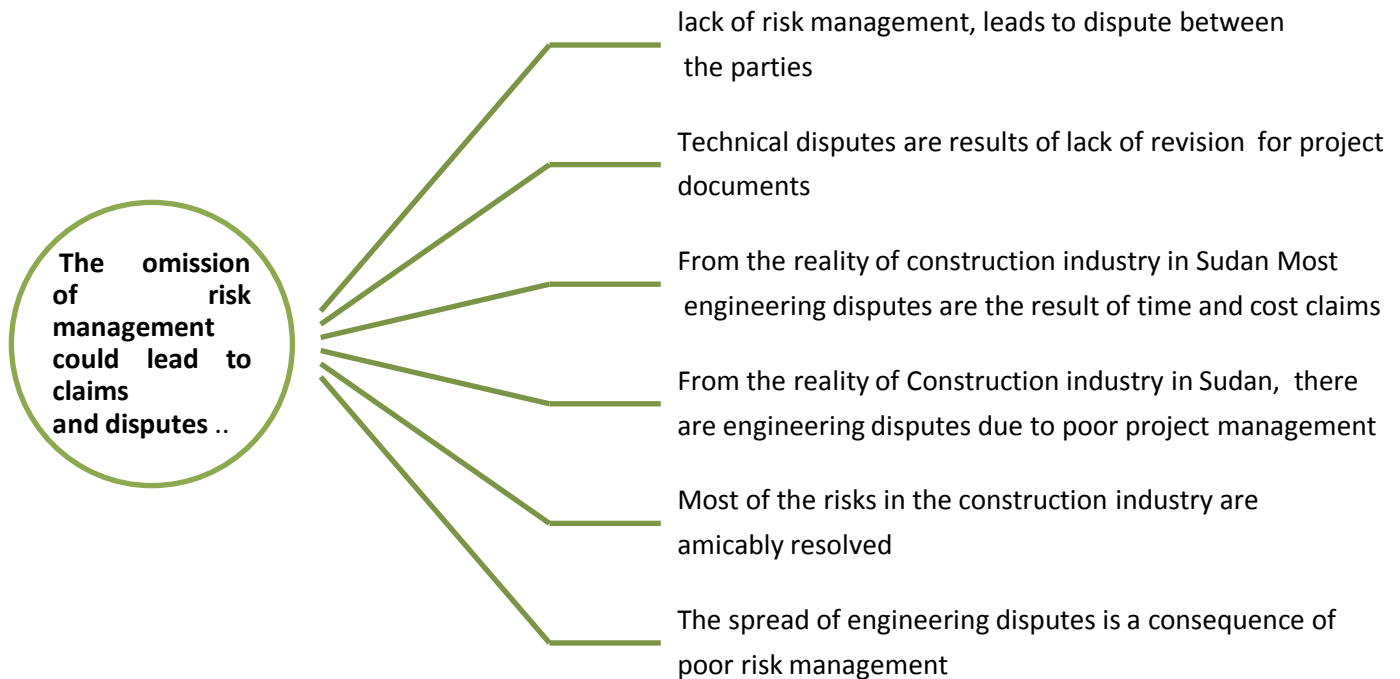 The omission
of risk
management
could lead to
claims
and disputes ..
lack of risk management, leads to dispute between
the parties
Technical disputes are results of lack of revision for project
documents
From the reality of construction industry in Sudan Most
engineering disputes are the result of time and cost claims
From the reality of Construction industry in Sudan, there
are engineering disputes due to poor project management
Most of the risks in the construction industry are
amicably resolved
The spread of engineering disputes is a consequence of
poor risk management